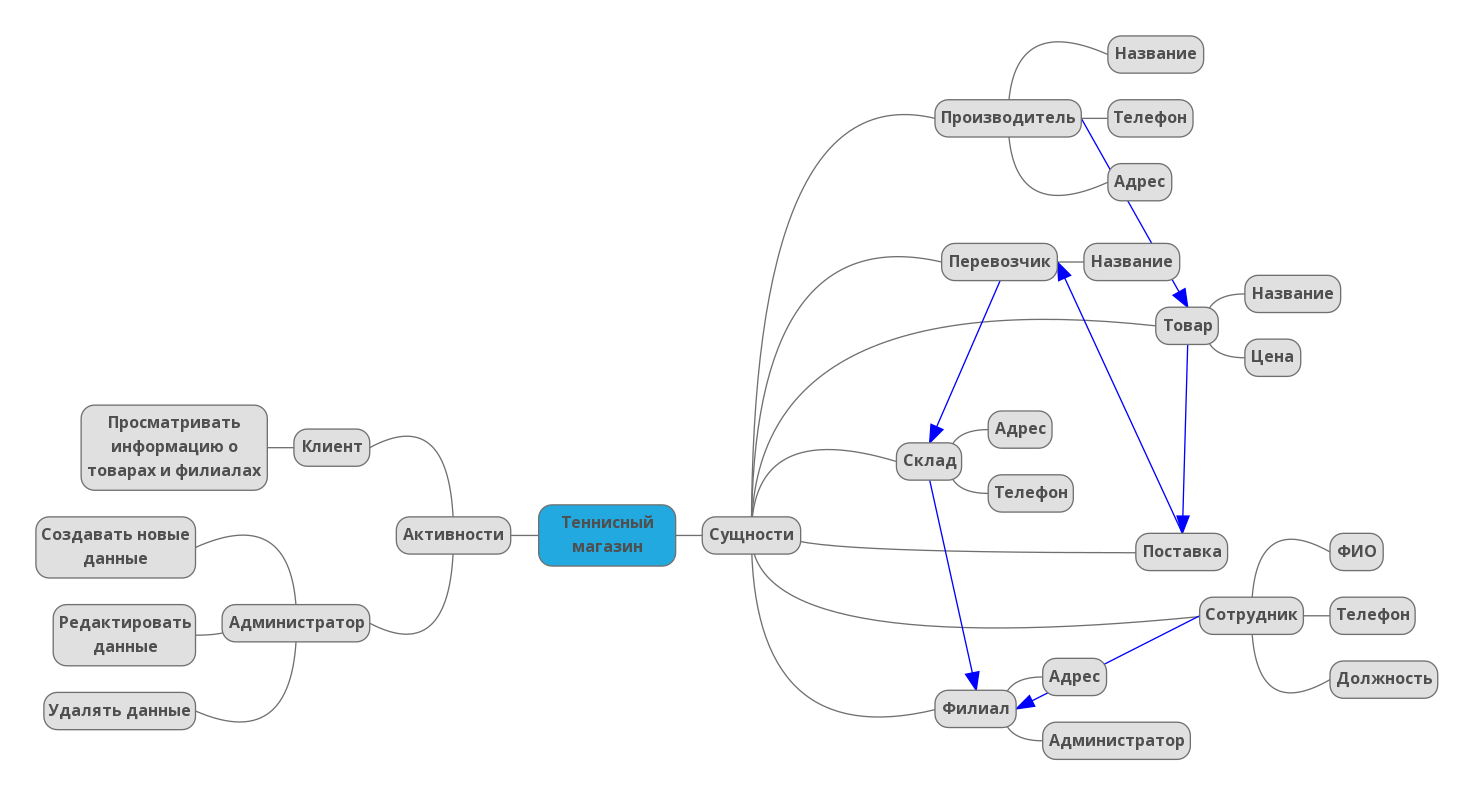 Теннисный
магазин
Активности
Клиент
Просматривать
информацию о
товарах и филиалах
Администратор
Создавать новые
данные
Редактировать
данные
Удалять данные
Сущности
Производитель
Название
Телефон
Адрес
Перевозчик
Название
Товар
Название
Цена
Склад
Адрес
Телефон
Поставка
Сотрудник
ФИО
Телефон
Должность
Филиал
Адрес
Администратор